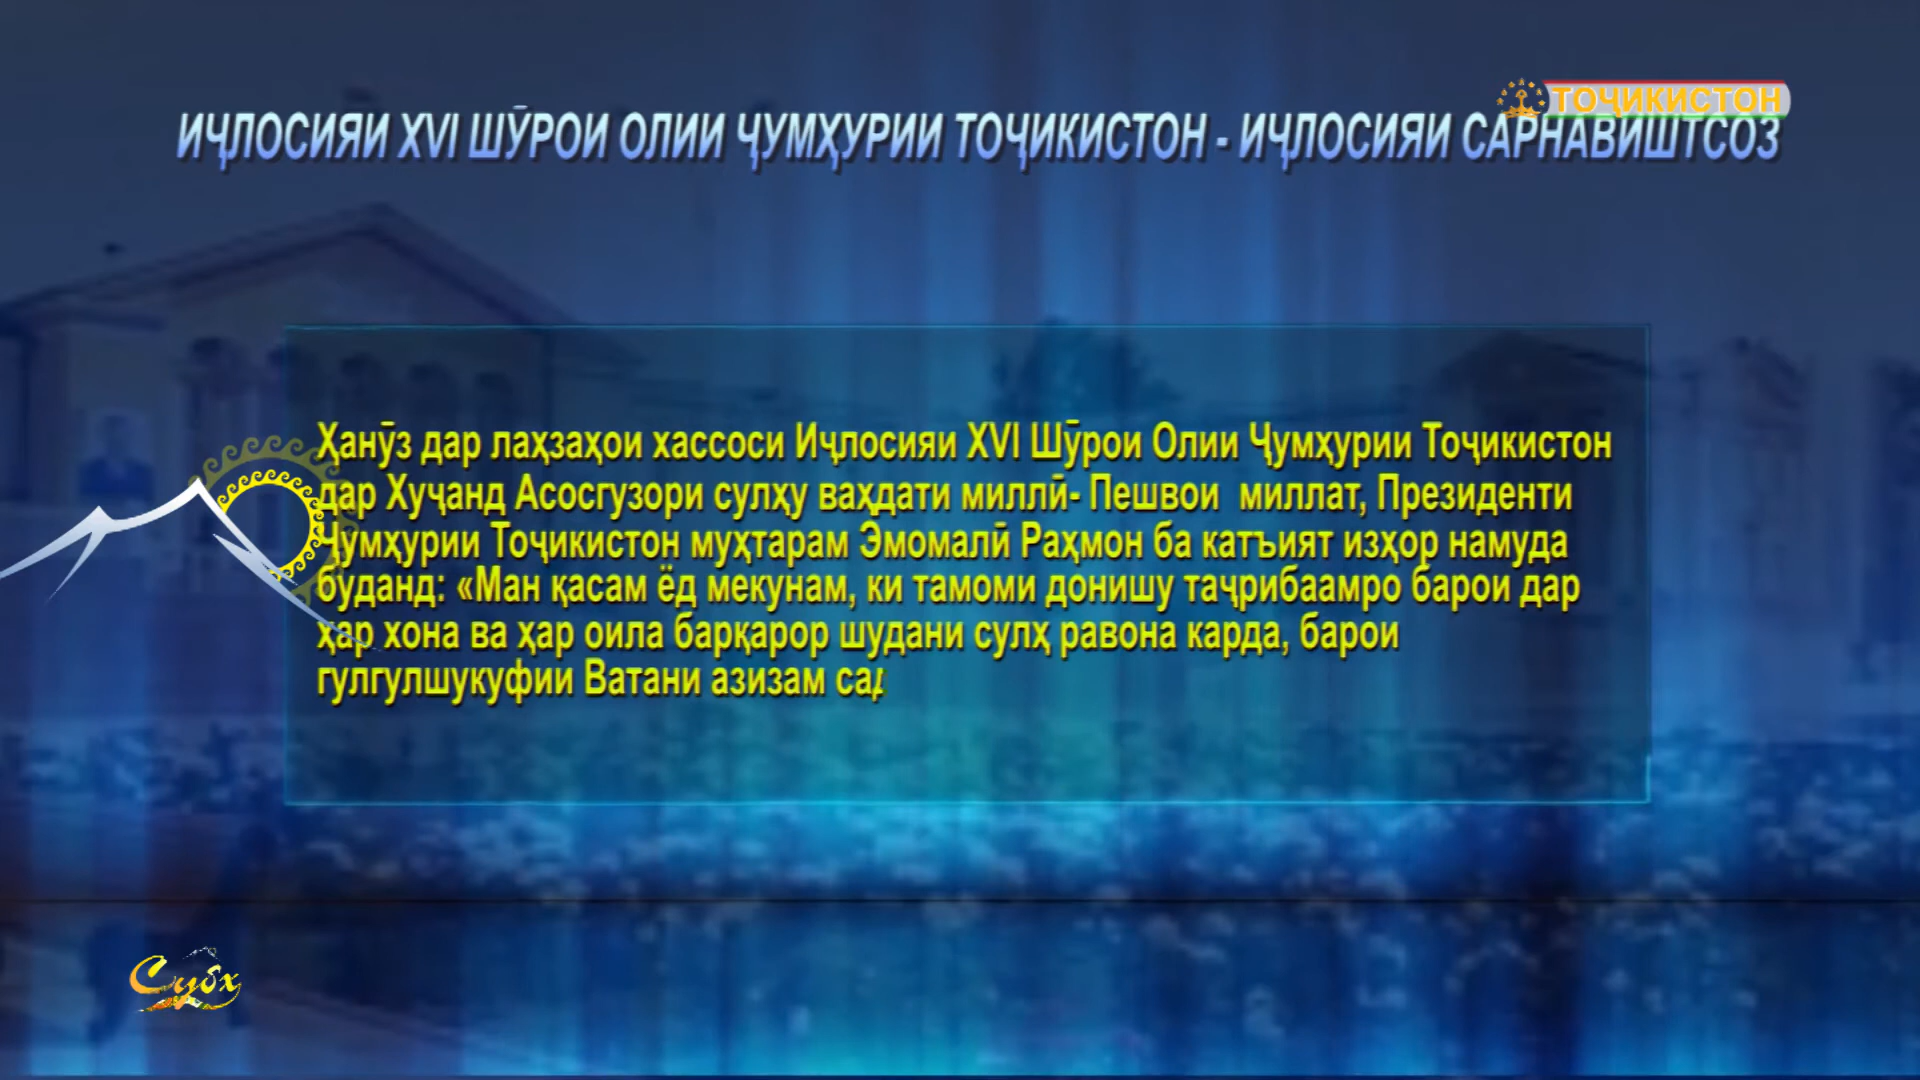 ТОҶИКИСТОН
ИҶЛОСИЯИ XVI ШӮРОИ ОЛИИ ҶУМҲУРИИ ТОҶИКИСТОН - ИҶЛОСИЯИ САРНАВИШТСОЗ
Ҳанӯз дар лаҳзаҳои хассоси Иҷлосияи XVI Шӯрои Олии Ҷумҳурии Тоҷикистон
дар Хуҷанд Асосгузори сулҳу ваҳдати миллӣ- Пешвои миллат, Президенти
Ҷумҳурии Тоҷикистон муҳтарам Эмомалӣ Раҳмон ба катъият изҳор намуда
буданд: «Ман қасам ёд мекунам, ки тамоми донишу таҷрибаамро барои дар
ҳар хона ва ҳар оила барқарор шудани сулҳ равона карда, барои
гулгулшукуфии Ватани азизам сад
Субҳ